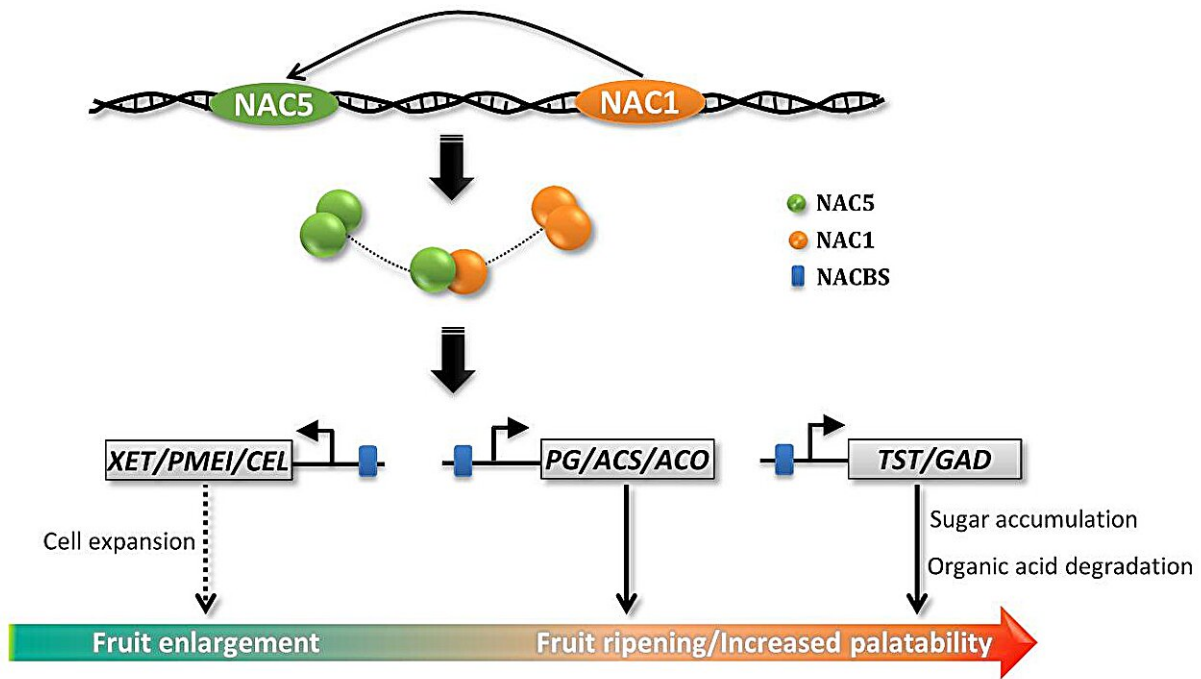 NAC5
NAC1
NAC5
NAC1
NACBS
XET/PMEI/CEL
PG/ACS/ACO
TST/GAD
Cell expansion
Sugar accumulation
Organic acid degradation
Fruit enlargement
Fruit ripening/Increased palatability